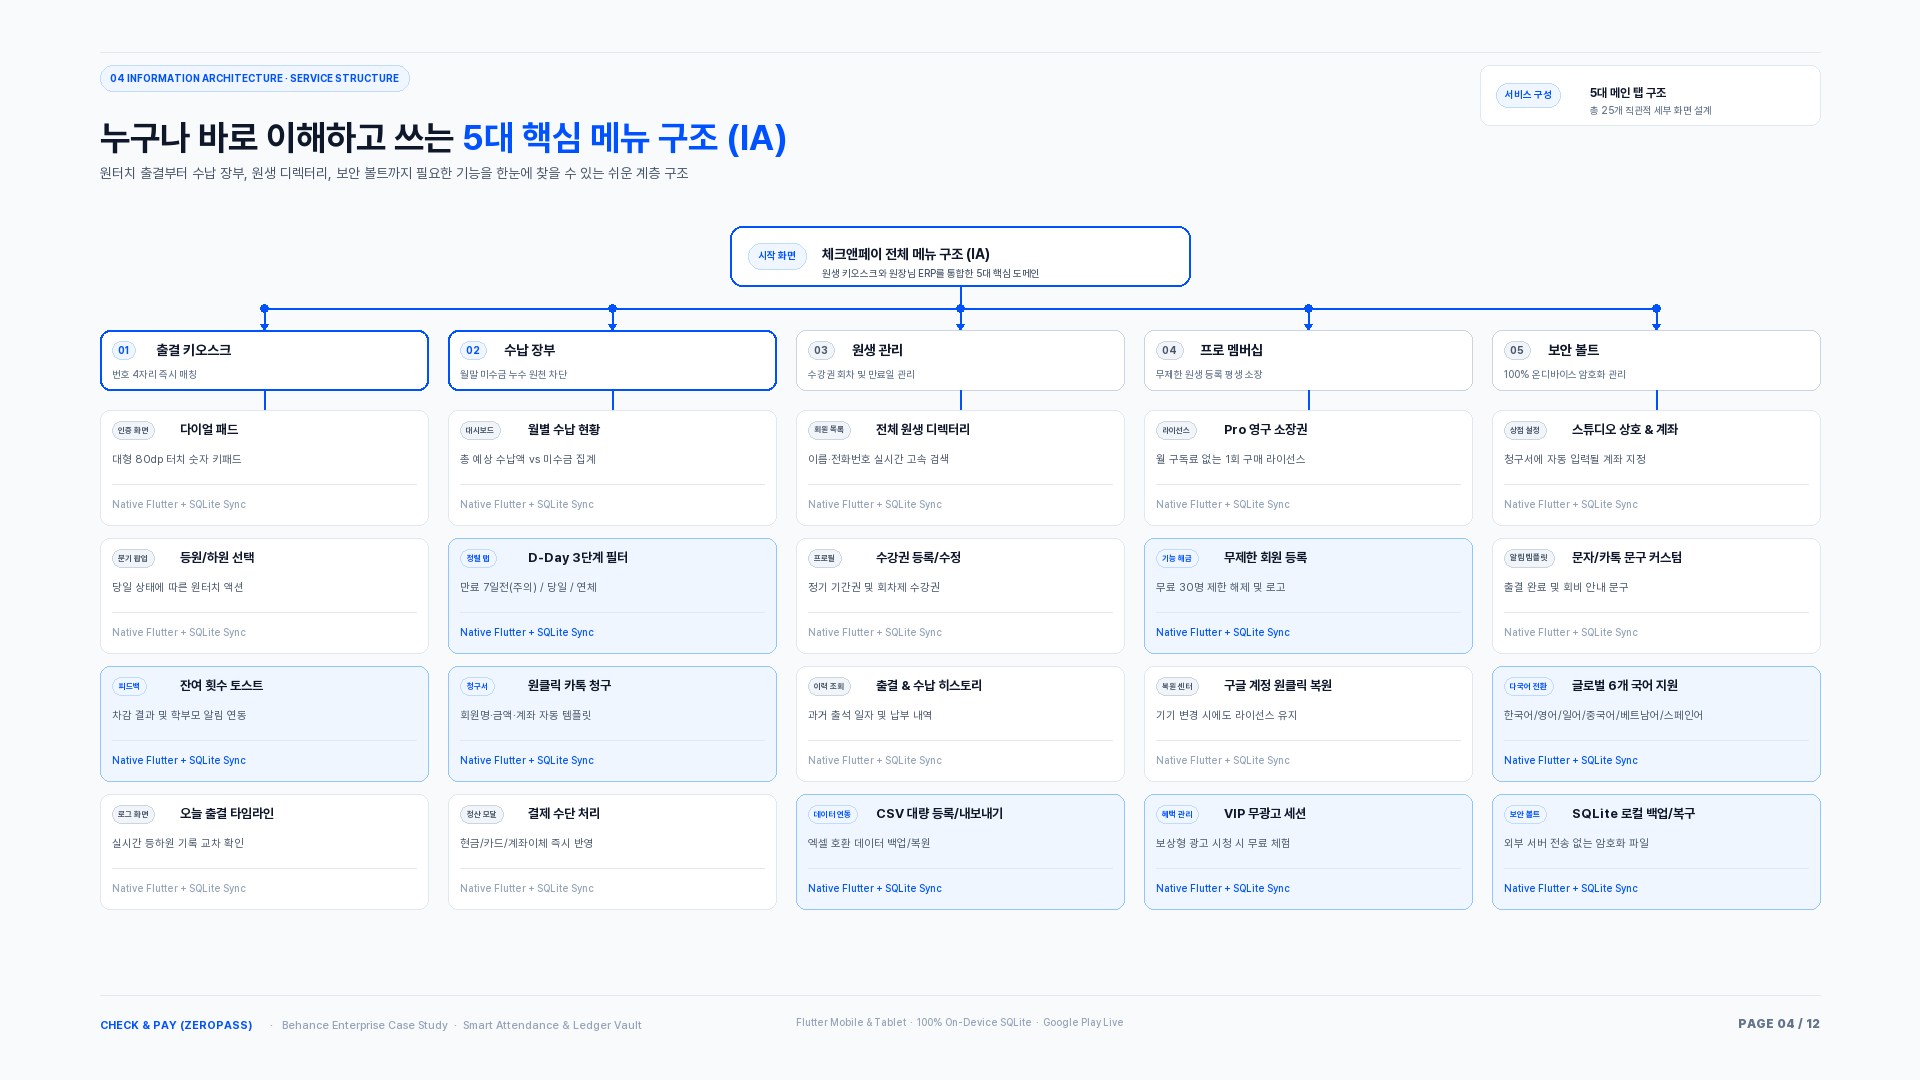 04 INFORMATION ARCHITECTURE · SERVICE STRUCTURE
서비스 구성
5대 메인 탭 구조
총 25개 직관적 세부 화면 설계
누구나 바로 이해하고 쓰는 5대 핵심 메뉴 구조 (IA)
원터치 출결부터 수납 장부, 원생 디렉터리, 보안 볼트까지 필요한 기능을 한눈에 찾을 수 있는 쉬운 계층 구조
시작 화면
체크앤페이 전체 메뉴 구조 (IA)
원생 키오스크와 원장님 ERP를 통합한 5대 핵심 도메인
01 출결 키오스크
번호 4자리 즉시 매칭
02 수납 장부
월말 미수금 누수 원천 차단
03 원생 관리
수강권 회차 및 만료일 관리
04 프로 멤버십
무제한 원생 등록 평생 소장
05 보안 볼트
100% 온디바이스 암호화 관리
인증 화면 다이얼 패드
대형 80dp 터치 숫자 키패드
Native Flutter + SQLite Sync
대시보드 월별 수납 현황
총 예상 수납액 vs 미수금 집계
Native Flutter + SQLite Sync
회원 목록 전체 원생 디렉터리
이름·전화번호 실시간 고속 검색
Native Flutter + SQLite Sync
라이선스 Pro 영구 소장권
월 구독료 없는 1회 구매 라이선스
Native Flutter + SQLite Sync
상점 설정 스튜디오 상호 & 계좌
청구서에 자동 입력될 계좌 지정
Native Flutter + SQLite Sync
분기 팝업 등원/하원 선택
당일 상태에 따른 원터치 액션
Native Flutter + SQLite Sync
정렬 탭 D-Day 3단계 필터
만료 7일전(주의) / 당일 / 연체
Native Flutter + SQLite Sync
프로필 수강권 등록/수정
정기 기간권 및 회차제 수강권
Native Flutter + SQLite Sync
기능 해금 무제한 회원 등록
무료 30명 제한 해제 및 로고
Native Flutter + SQLite Sync
알림템플릿 문자/카톡 문구 커스텀
출결 완료 및 회비 안내 문구
Native Flutter + SQLite Sync
피드백 잔여 횟수 토스트
차감 결과 및 학부모 알림 연동
Native Flutter + SQLite Sync
청구서 원클릭 카톡 청구
회원명·금액·계좌 자동 템플릿
Native Flutter + SQLite Sync
이력 조회 출결 & 수납 히스토리
과거 출석 일자 및 납부 내역
Native Flutter + SQLite Sync
복원 센터 구글 계정 원클릭 복원
기기 변경 시에도 라이선스 유지
Native Flutter + SQLite Sync
다국어 전환 글로벌 6개 국어 지원
한국어/영어/일어/중국어/베트남어/스페인어
Native Flutter + SQLite Sync
로그 화면 오늘 출결 타임라인
실시간 등하원 기록 교차 확인
Native Flutter + SQLite Sync
정산 모달 결제 수단 처리
현금/카드/계좌이체 즉시 반영
Native Flutter + SQLite Sync
데이터 연동 CSV 대량 등록/내보내기
엑셀 호환 데이터 백업/복원
Native Flutter + SQLite Sync
혜택 관리 VIP 무광고 세션
보상형 광고 시청 시 무료 체험
Native Flutter + SQLite Sync
보안 볼트 SQLite 로컬 백업/복구
외부 서버 전송 없는 암호화 파일
Native Flutter + SQLite Sync
CHECK & PAY (ZEROPASS) · Behance Enterprise Case Study · Smart Attendance & Ledger Vault
Flutter Mobile & Tablet · 100% On-Device SQLite · Google Play Live
PAGE 04 / 12